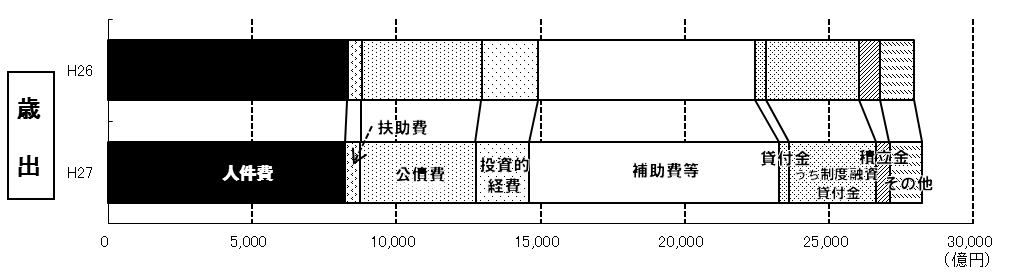 歳出
H26
扶助費
H27
人件費
公債費
投資的
経費
補助費等
貸付金
うち制度融資
貸付金
積立金
その他
0
5,000
10,000
15,000
20,000
25,000
30,000
（億円）